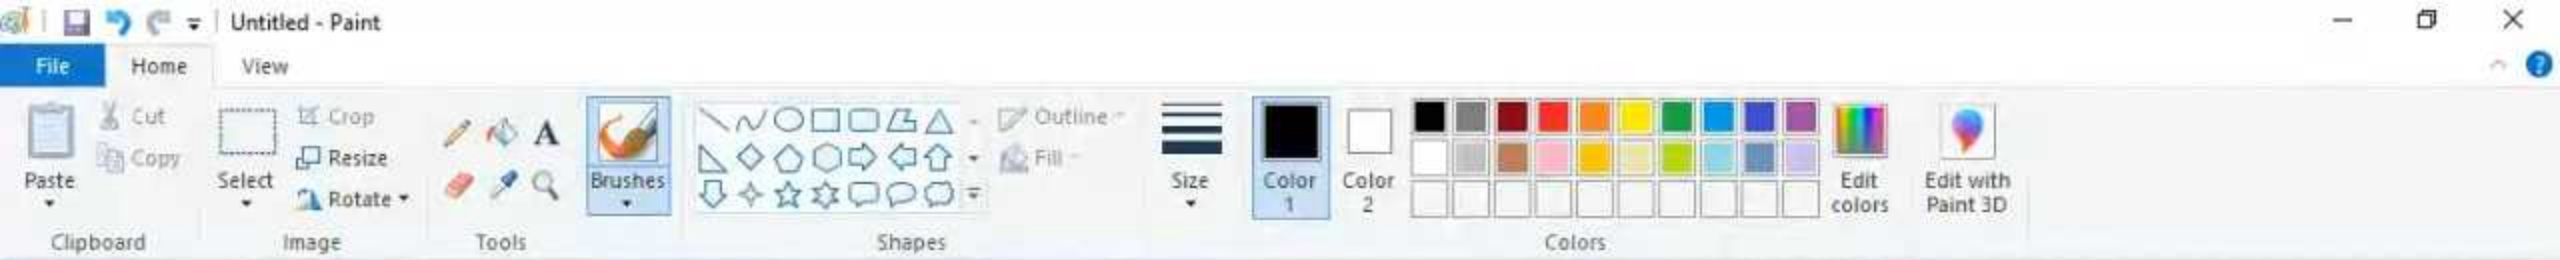 Untitled - Paint
File Home View
Paste
Cut
Copy
Clipboard
Select
Crop
Resize
Rotate
Image
A
Tools
Brushes
Outline
Fill
Shapes
Size
Color
1
Color
2
Edit
colors
Colors
Edit with
Paint 3D
?